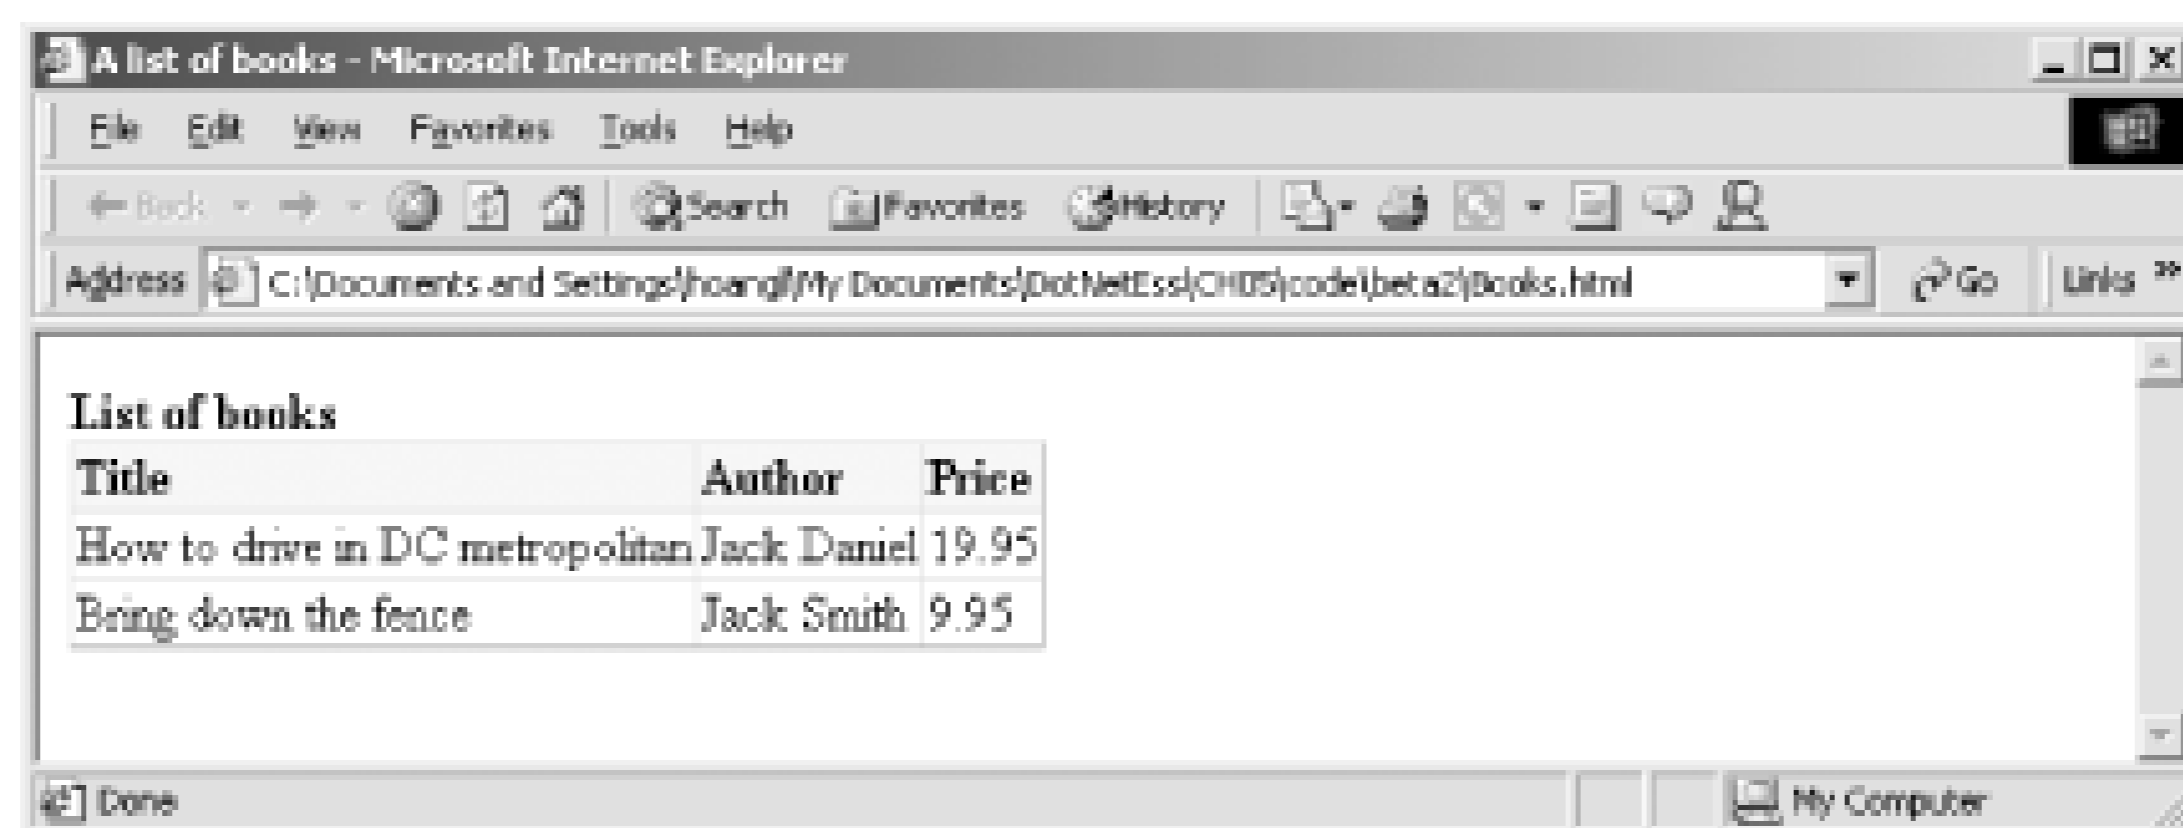 A list of books - Microsoft Internet Explorer
File Edit View Favorites Tools Help
Back Search Favorites History
Address C:\Documents and Settings\hoangl\My Documents\DotNetEss\CH05\code\beta2\Books.html Go Links »
List of books
Title Author Price
How to drive in DC metropolitan Jack Daniel 19.95
Bring down the fence Jack Smith 9.95
Done My Computer